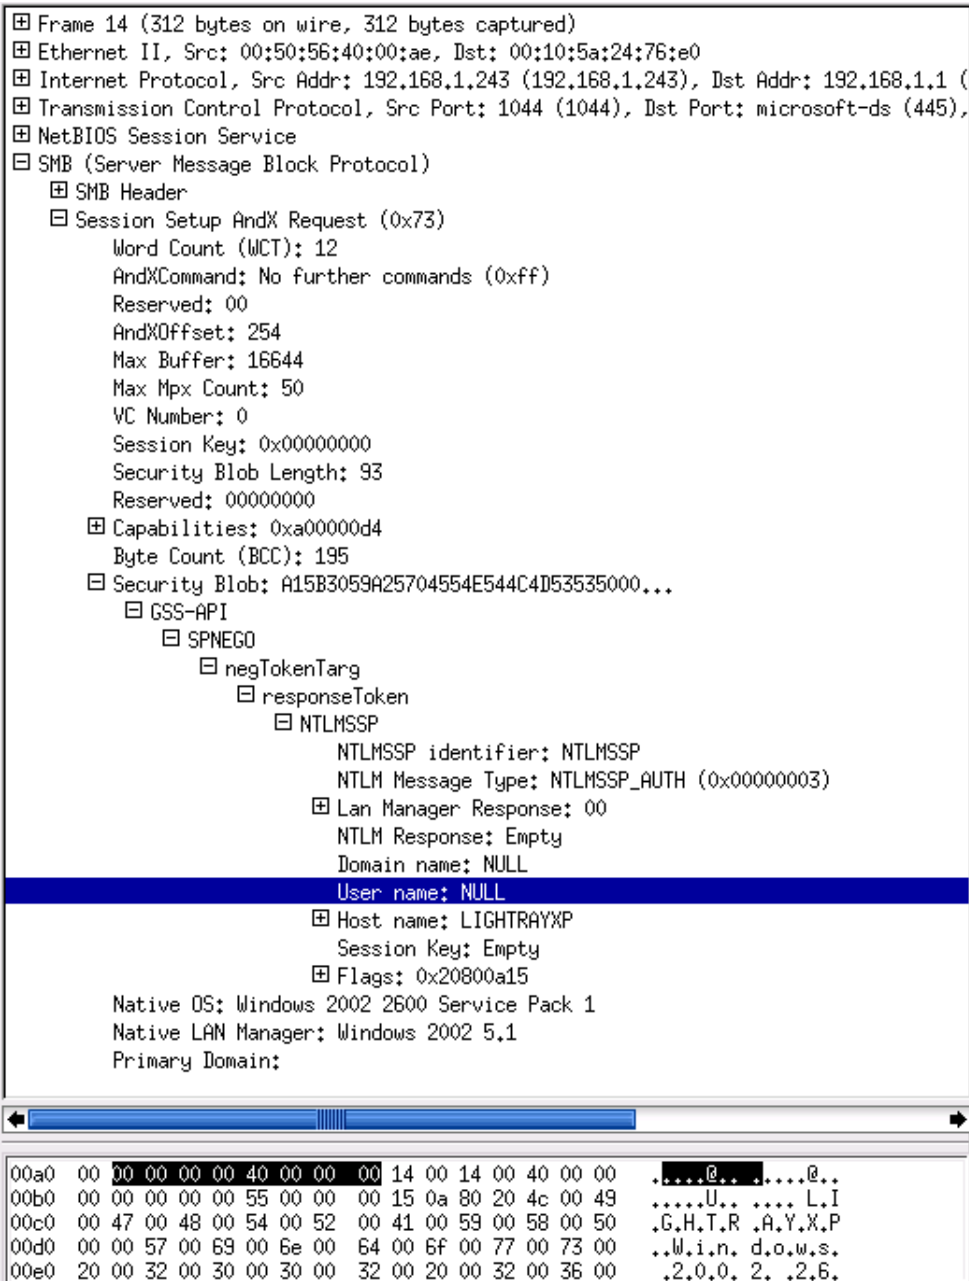 Frame 14 (312 bytes on wire, 312 bytes captured)
Ethernet II, Src: 00:50:56:40:00:ae, Dst: 00:10:5a:24:76:e0
Internet Protocol, Src Addr: 192.168.1.243 (192.168.1.243), Dst Addr: 192.168.1.1 (
Transmission Control Protocol, Src Port: 1044 (1044), Dst Port: microsoft-ds (445),
NetBIOS Session Service
SMB (Server Message Block Protocol)
SMB Header
Session Setup AndX Request (0x73)
Word Count (WCT): 12
AndXCommand: No further commands (0xff)
Reserved: 00
AndXOffset: 254
Max Buffer: 16644
Max Mpx Count: 50
VC Number: 0
Session Key: 0x00000000
Security Blob Length: 93
Reserved: 00000000
Capabilities: 0xa00000d4
Byte Count (BCC): 195
Security Blob: A15B3059A25704554E544C4D53535000...
GSS-API
SPNEGO
negTokenTarg
responseToken
NTLMSSP
NTLMSSP identifier: NTLMSSP
NTLM Message Type: NTLMSSP_AUTH (0x00000003)
Lan Manager Response: 00
NTLM Response: Empty
Domain name: NULL
User name: NULL
Host name: LIGHTRAYXP
Session Key: Empty
Flags: 0x20800a15
Native OS: Windows 2002 2600 Service Pack 1
Native LAN Manager: Windows 2002 5.1
Primary Domain:
00a0 00 00 00 00 00 40 00 00 00 14 00 14 00 40 00 00 .....@.. .....@..
00b0 00 00 00 00 00 55 00 00 00 15 0a 80 20 4c 00 49 .....U.. .... L.I
00c0 00 47 00 48 00 54 00 52 00 41 00 59 00 58 00 50 .G.H.T.R .A.Y.X.P
00d0 00 00 57 00 69 00 6e 00 64 00 6f 00 77 00 73 00 ..W.i.n. d.o.w.s.
00e0 20 00 32 00 30 00 30 00 32 00 20 00 32 00 36 00 .2.0.0. 2. .2.6.